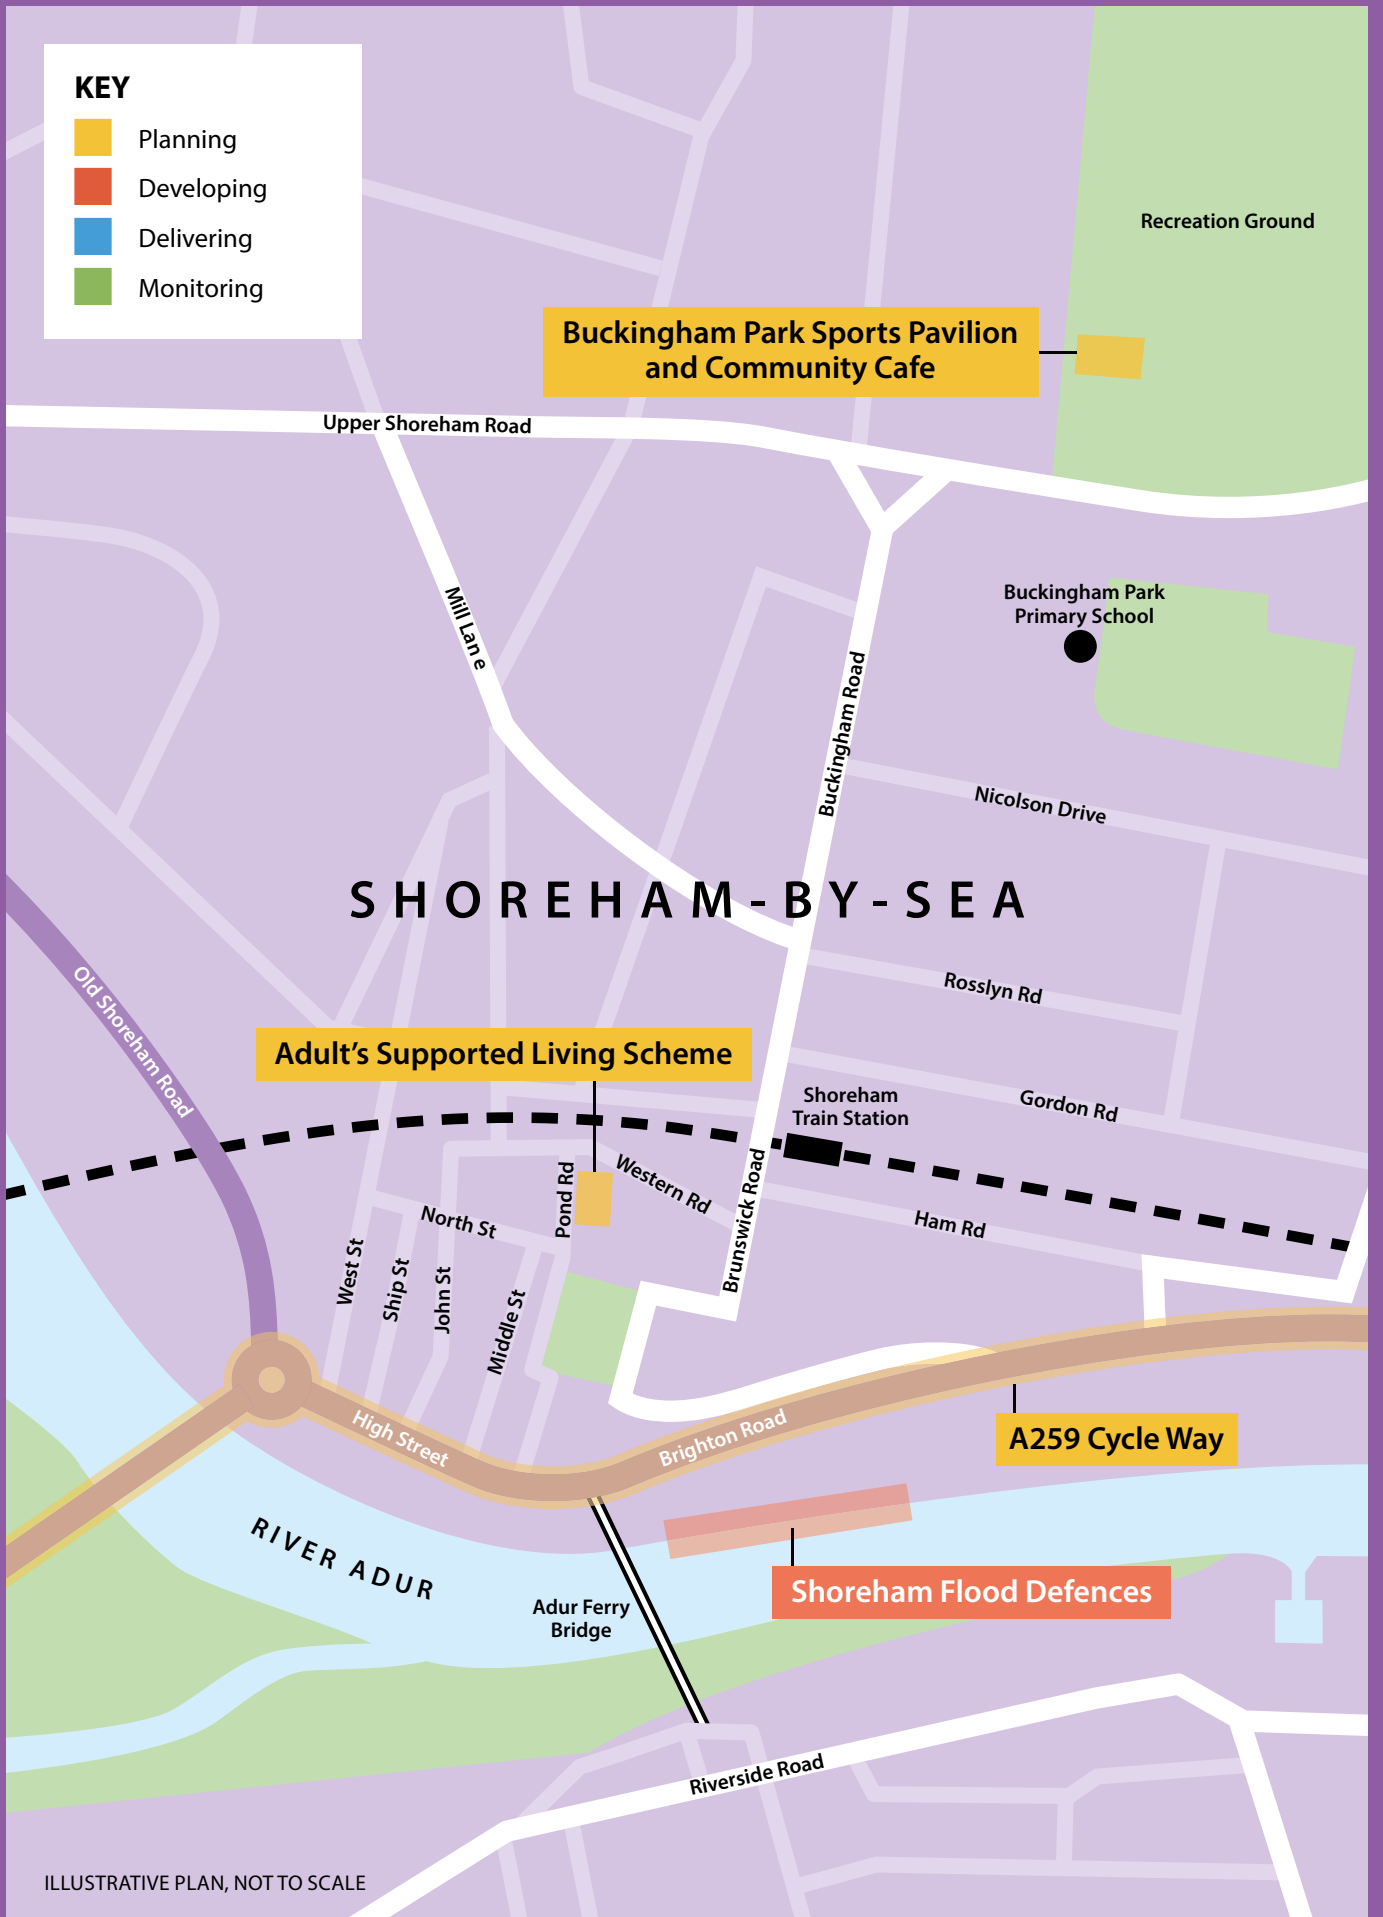 KEY
Planning
Developing
Delivering
Monitoring
Recreation Ground
Buckingham Park Sports Pavilion
and Community Cafe
Upper Shoreham Road
Mill Lane
Buckingham Park
Primary School
Buckingham Road
Nicolson Drive
SHOREHAM-BY-SEA
Old Shoreham Road
Rosslyn Rd
Adult’s Supported Living Scheme
Shoreham
Train Station
Gordon Rd
Pond Rd
Western Rd
Brunswick Road
North St
Ham Rd
West St
Ship St
John St
Middle St
High Street
Brighton Road
A259 Cycle Way
RIVER ADUR
Shoreham Flood Defences
Adur Ferry
Bridge
Riverside Road
ILLUSTRATIVE PLAN, NOT TO SCALE